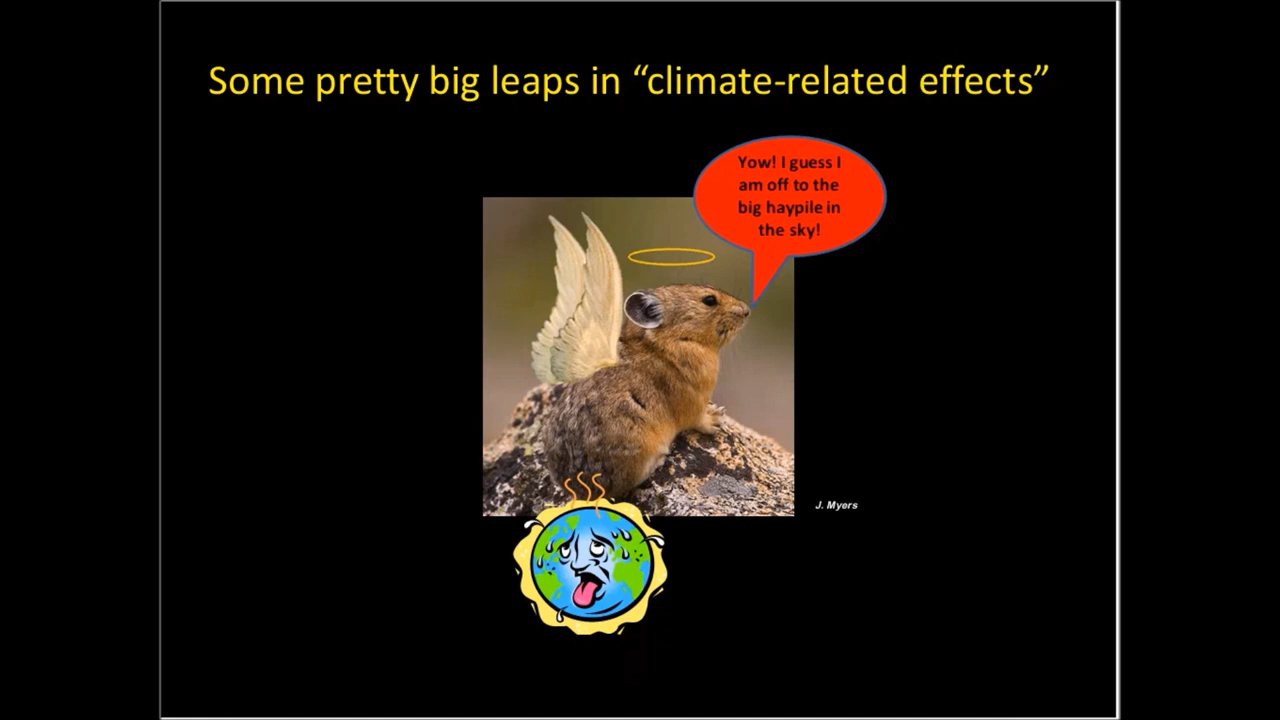 Some pretty big leaps in “climate-related effects”
Yow! I guess I
am off to the
big haypile in
the sky!
J. Myers